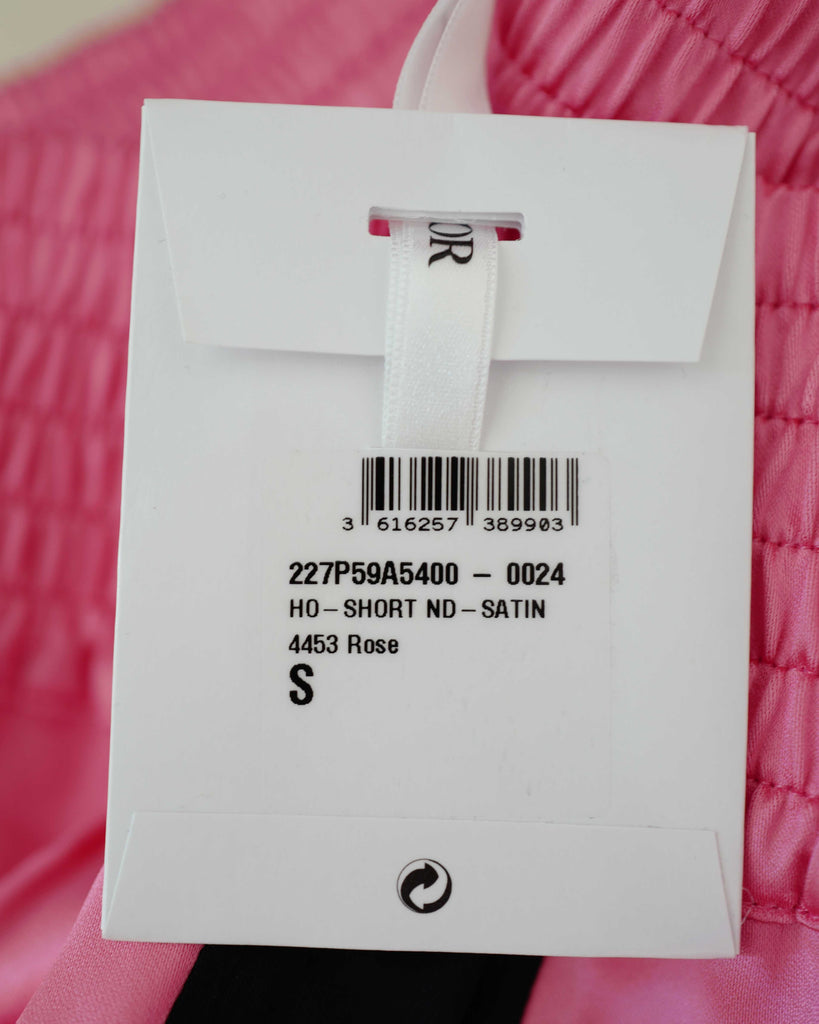 OR
3 616257 389903
227P59A5400 – 0024
HO – SHORT ND – SATIN
4453 Rose
S